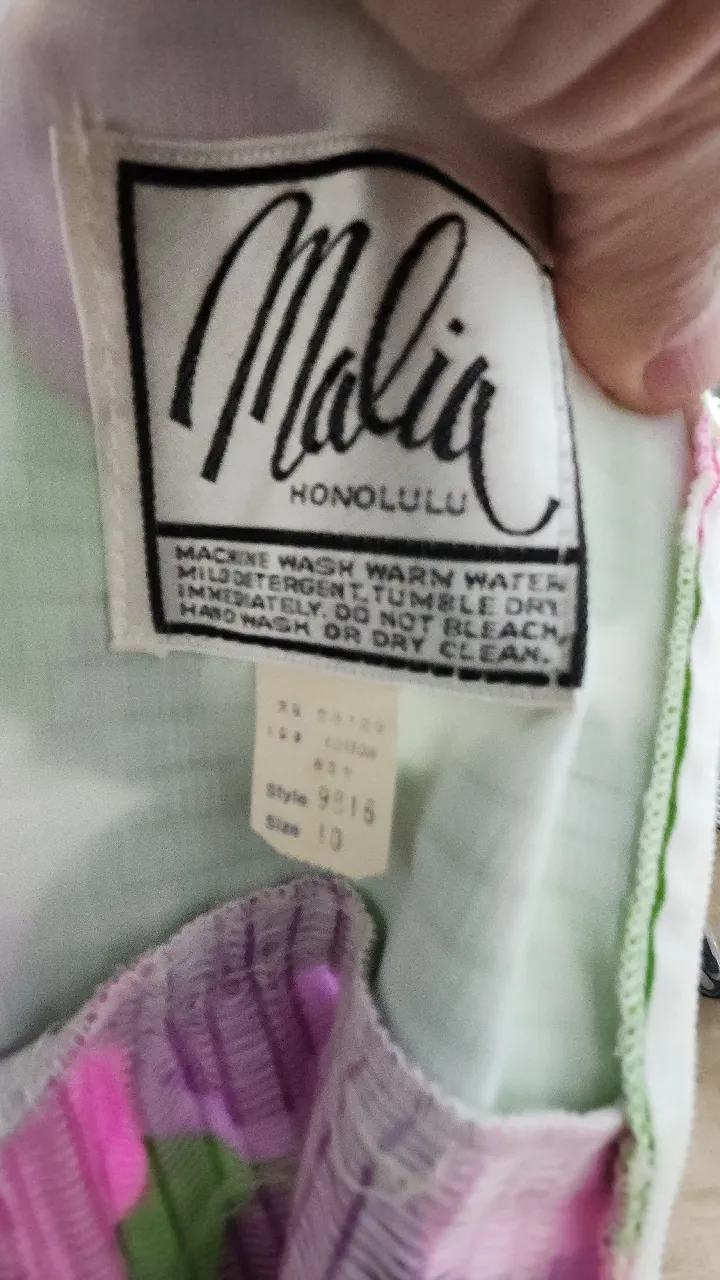 Malia
HONOLULU
MACHINE WASH WARM WATER
MILD DETERGENT, TUMBLE DRY
IMMEDIATELY. DO NOT BLEACH,
HAND WASH OR DRY CLEAN.
Style 9816
Size 10